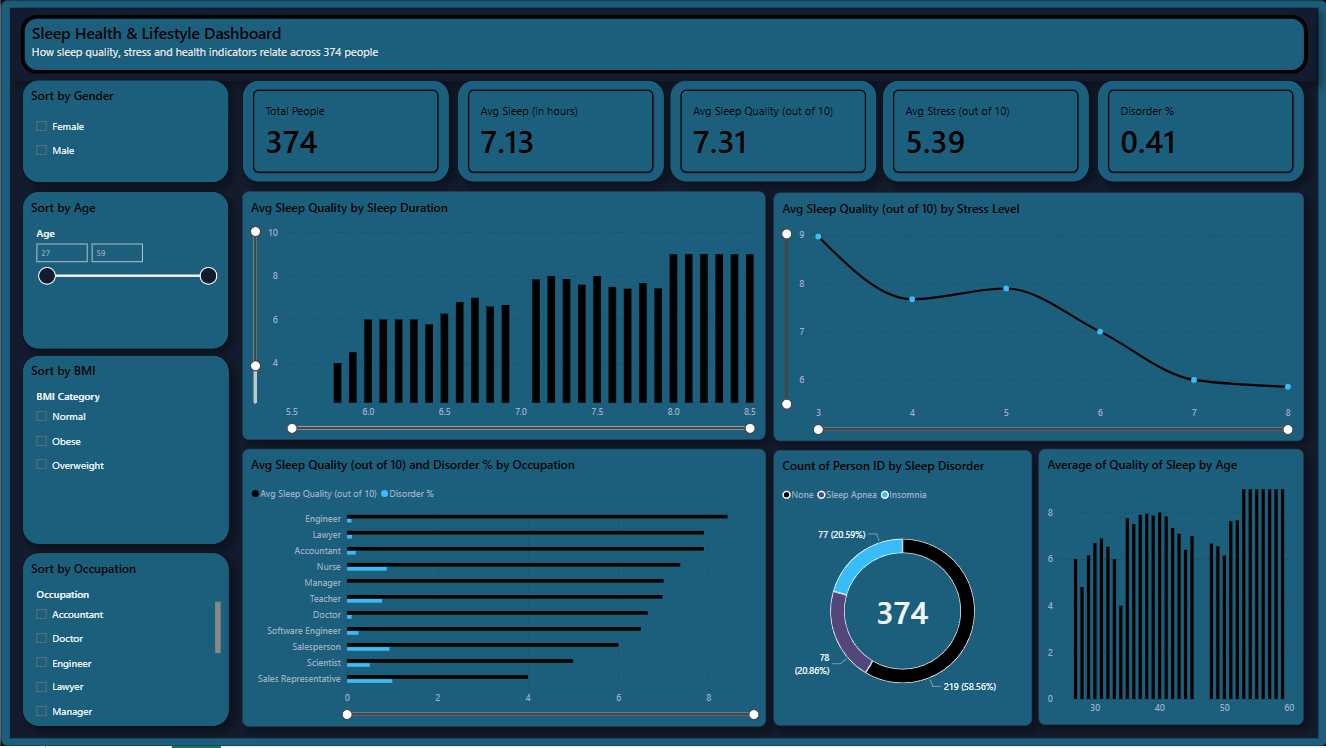 Sleep Health & Lifestyle Dashboard
How sleep quality, stress and health indicators relate across 374 people
Sort by Gender
Female
Male
Total People
374
Avg Sleep (in hours)
7.13
Avg Sleep Quality (out of 10)
7.31
Avg Stress (out of 10)
5.39
Disorder %
0.41
Sort by Age
Age
27 59
Sort by BMI
BMI Category
Normal
Obese
Overweight
Sort by Occupation
Occupation
Accountant
Doctor
Engineer
Lawyer
Manager
Avg Sleep Quality by Sleep Duration
10
8
6
4
5.5 6.0 6.5 7.0 7.5 8.0 8.5
Avg Sleep Quality (out of 10) by Stress Level
9
8
7
6
3 4 5 6 7 8
Avg Sleep Quality (out of 10) and Disorder % by Occupation
Avg Sleep Quality (out of 10) Disorder %
Engineer
Lawyer
Accountant
Nurse
Manager
Teacher
Doctor
Software Engineer
Salesperson
Scientist
Sales Representative
0 2 4 6 8
Count of Person ID by Sleep Disorder
None Sleep Apnea Insomnia
77 (20.59%)
374
78
(20.86%)
219 (58.56%)
Average of Quality of Sleep by Age
8
6
4
2
0
30 40 50 60